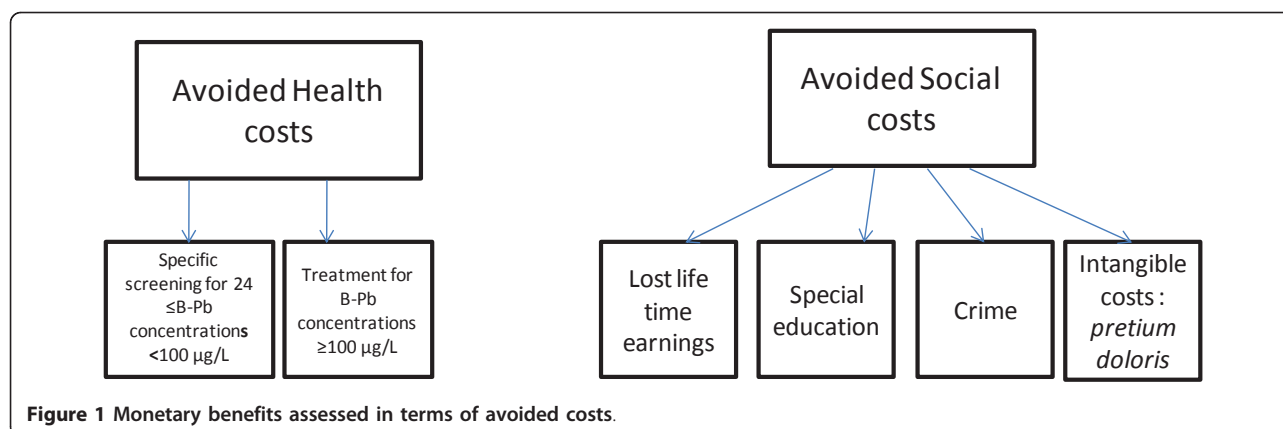 Avoided Health
costs
Avoided Social
costs
Specific
screening for 24
≤B-Pb
concentrations
<100 µg/L
Treatment for
B-Pb
concentrations
≥100 µg/L
Lost life
time
earnings
Special
education
Crime
Intangible
costs :
pretium
doloris
Figure 1 Monetary benefits assessed in terms of avoided costs.